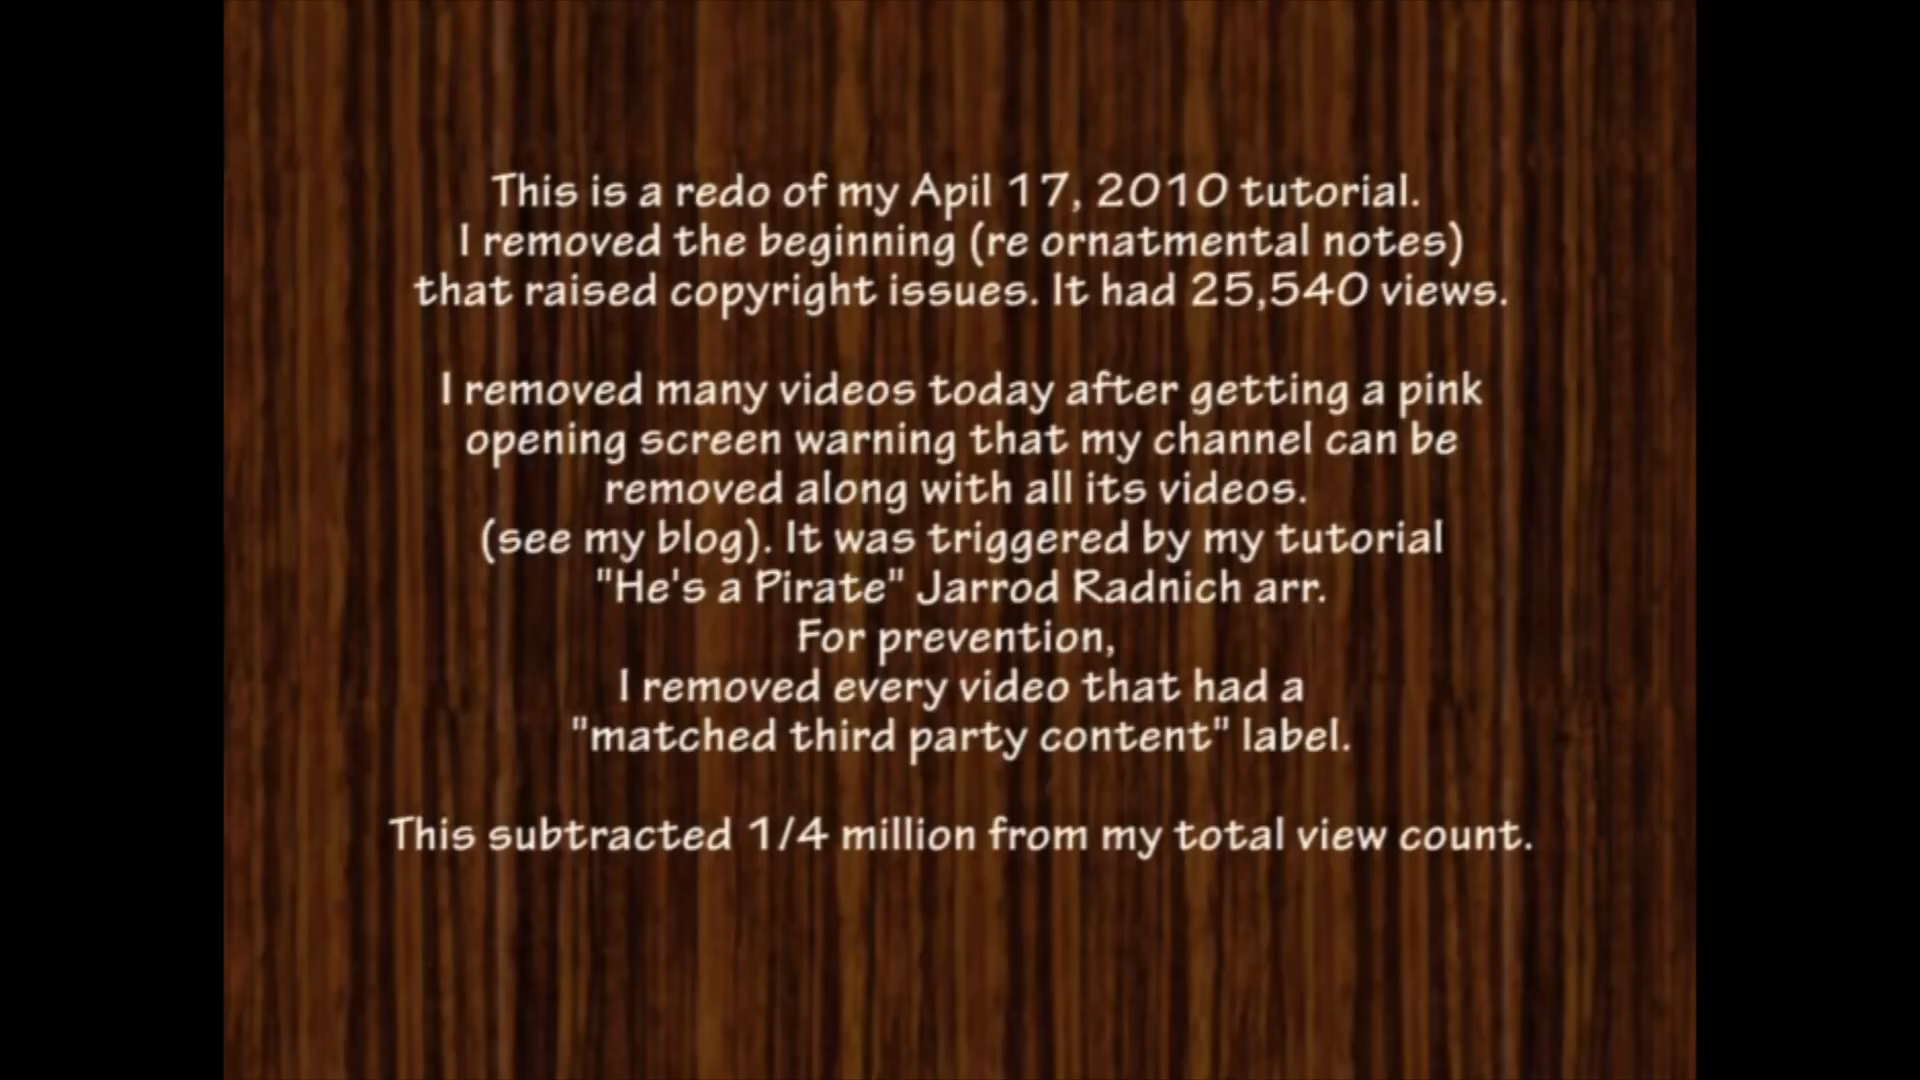 This is a redo of my Apil 17, 2010 tutorial.
I removed the beginning (re ornatmental notes)
that raised copyright issues. It had 25,540 views.
I removed many videos today after getting a pink
opening screen warning that my channel can be
removed along with all its videos.
(see my blog). It was triggered by my tutorial
"He's a Pirate" Jarrod Radnich arr.
For prevention,
I removed every video that had a
"matched third party content" label.
This subtracted 1/4 million from my total view count.